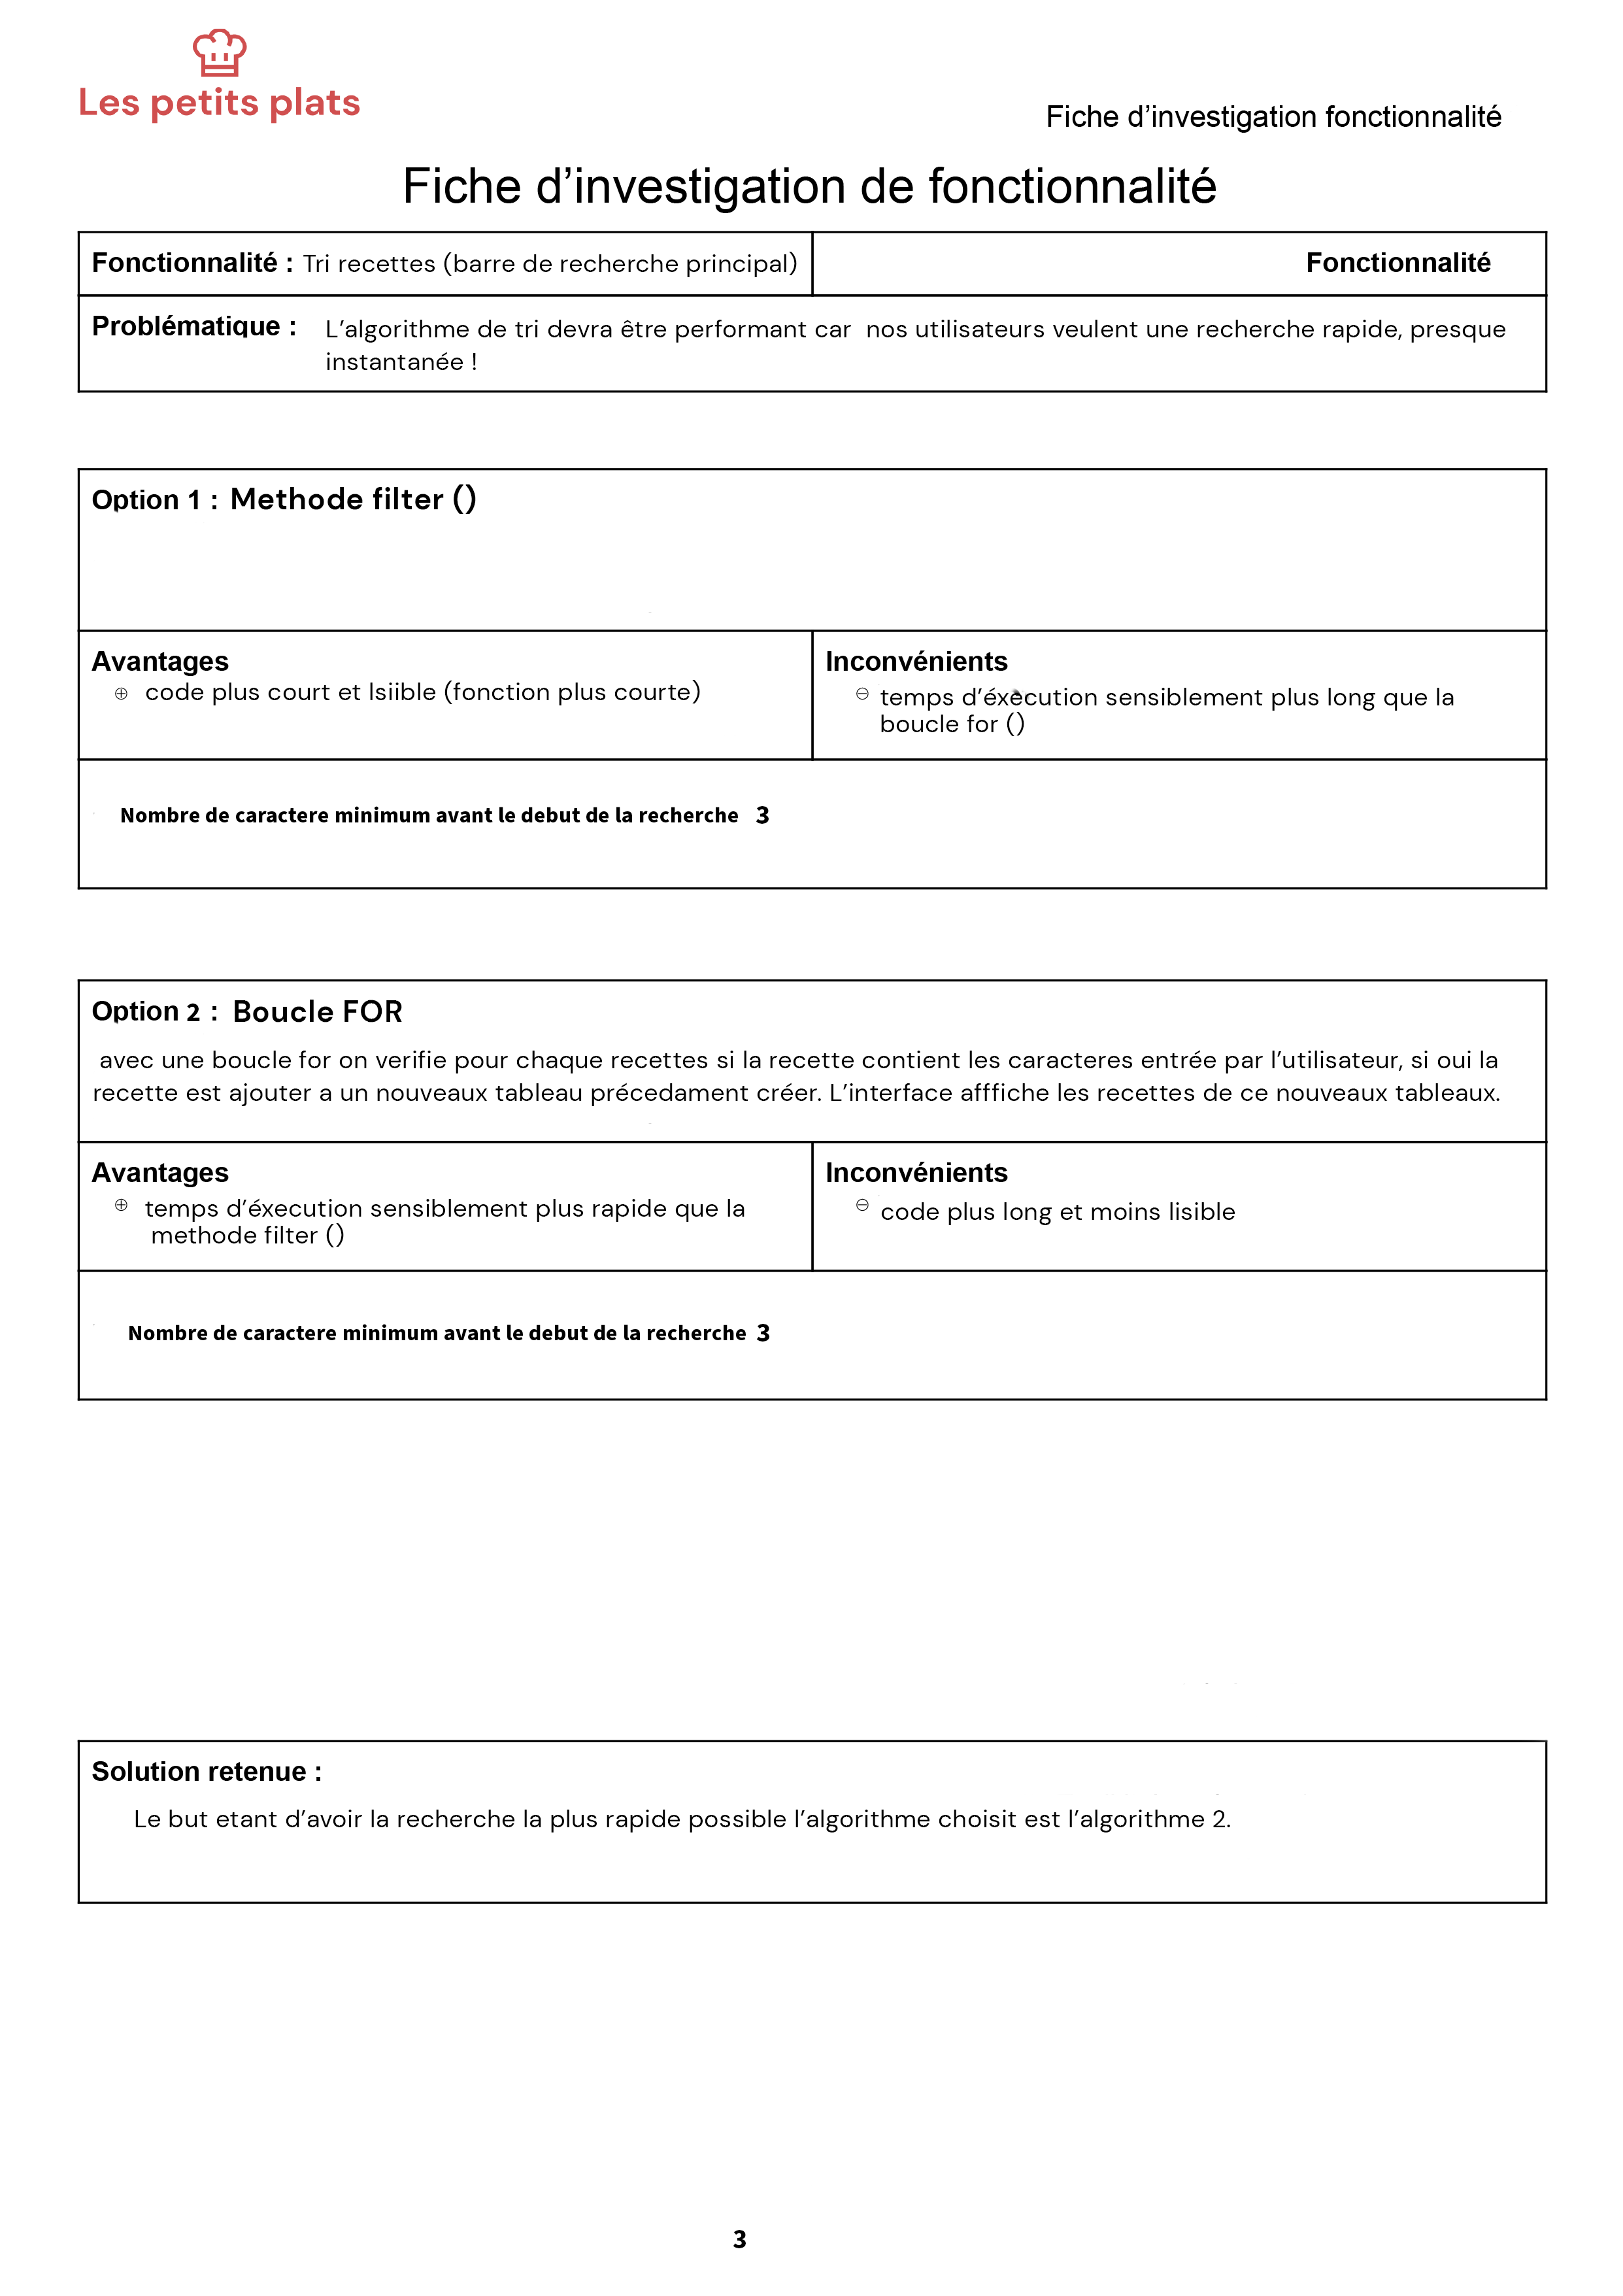 Les petits plats
Fiche d’investigation fonctionnalité
Fiche d’investigation de fonctionnalité
Fonctionnalité : Tri recettes (barre de recherche principal)
Fonctionnalité
Problématique : L’algorithme de tri devra être performant car nos utilisateurs veulent une recherche rapide, presque
instantanée !
Option 1 : Methode filter ()
Avantages
⊕ code plus court et lsiible (fonction plus courte)
Inconvénients
⊖ temps d’éxècution sensiblement plus long que la
boucle for ()
Nombre de caractere minimum avant le debut de la recherche 3
Option 2 : Boucle FOR
avec une boucle for on verifie pour chaque recettes si la recette contient les caracteres entrée par l’utilisateur, si oui la
recette est ajouter a un nouveaux tableau précedament créer. L’interface afffiche les recettes de ce nouveaux tableaux.
Avantages
⊕ temps d’éxecution sensiblement plus rapide que la
methode filter ()
Inconvénients
⊖ code plus long et moins lisible
Nombre de caractere minimum avant le debut de la recherche 3
Solution retenue :
Le but etant d’avoir la recherche la plus rapide possible l’algorithme choisit est l’algorithme 2.
3